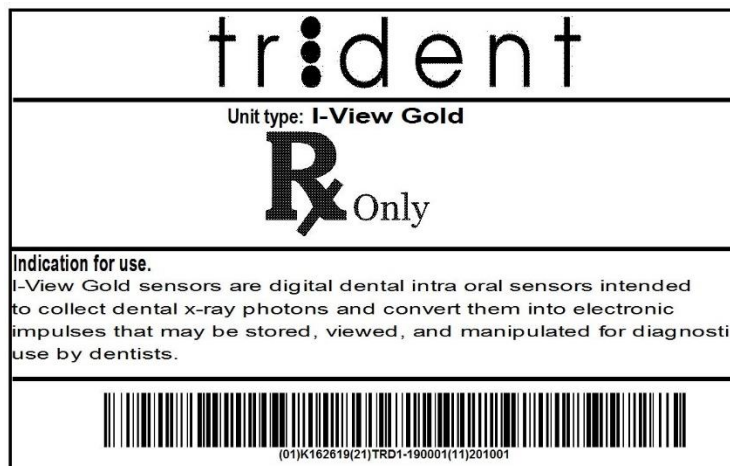 trident
Unit type: I-View Gold
Rx Only
Indication for use.
I-View Gold sensors are digital dental intra oral sensors intended
to collect dental x-ray photons and convert them into electronic
impulses that may be stored, viewed, and manipulated for diagnosti
use by dentists.
(01)K162619(21)TRD1-190001(11)201001